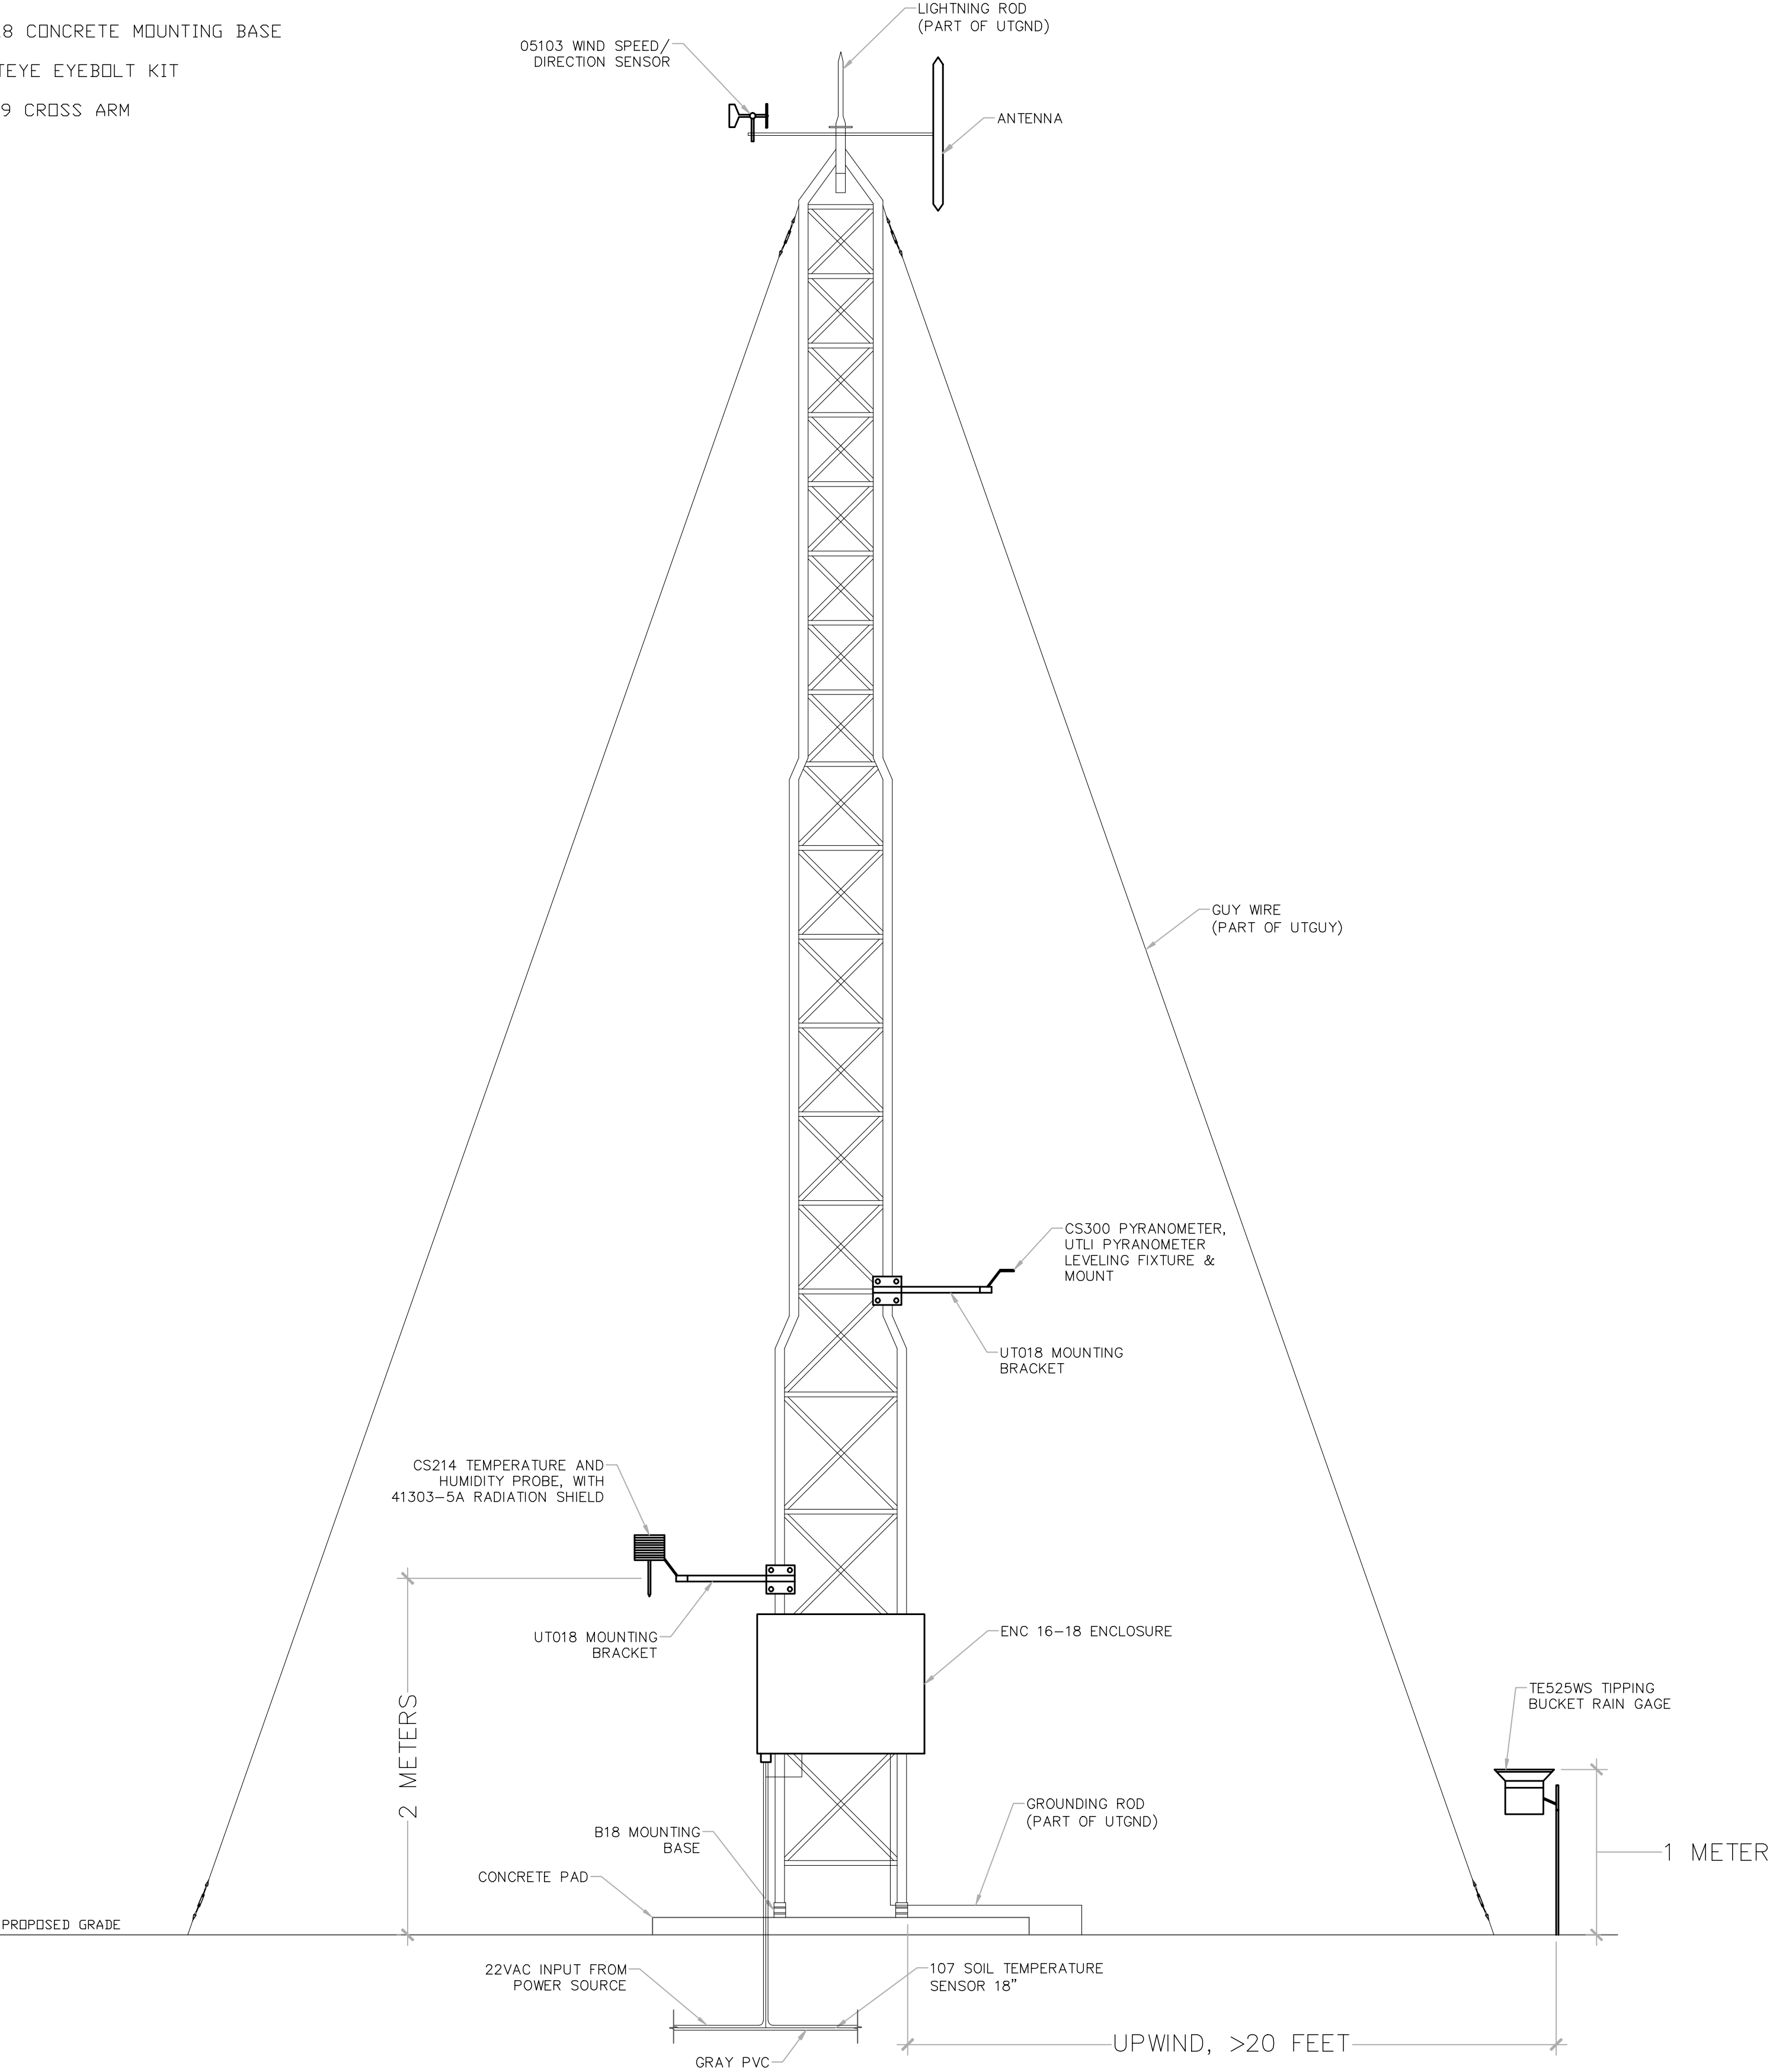 8 CONCRETE MOUNTING BASE
TEYE EYEBOLT KIT
9 CROSS ARM
LIGHTNING ROD
(PART OF UTGND)
05103 WIND SPEED/
DIRECTION SENSOR
ANTENNA
GUY WIRE
(PART OF UTGUY)
CS300 PYRANOMETER,
UTLI PYRANOMETER
LEVELING FIXTURE &
MOUNT
UT018 MOUNTING
BRACKET
CS214 TEMPERATURE AND
HUMIDITY PROBE, WITH
41303-5A RADIATION SHIELD
UT018 MOUNTING
BRACKET
ENC 16-18 ENCLOSURE
2 METERS
TE525WS TIPPING
BUCKET RAIN GAGE
GROUNDING ROD
(PART OF UTGND)
B18 MOUNTING
BASE
1 METER
CONCRETE PAD
PROPOSED GRADE
22VAC INPUT FROM
POWER SOURCE
107 SOIL TEMPERATURE
SENSOR 18"
UPWIND, >20 FEET
GRAY PVC